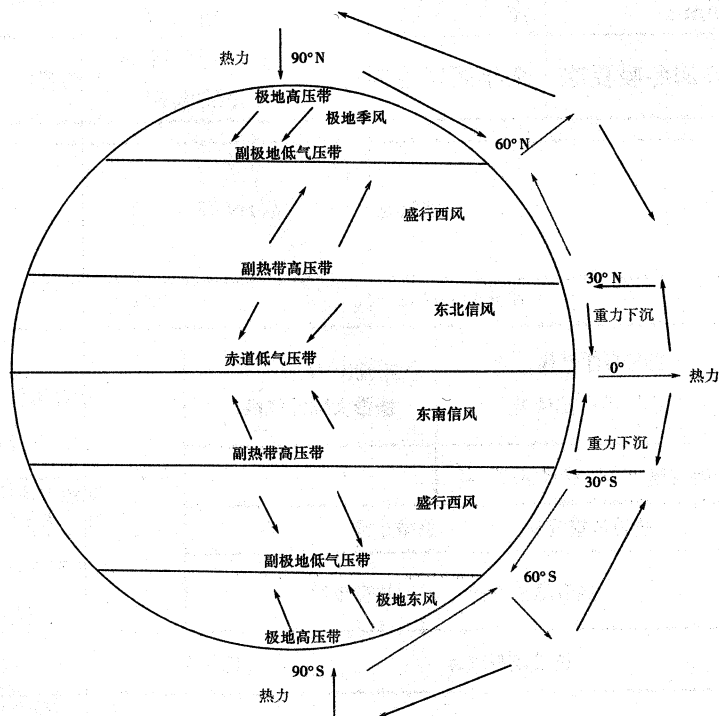 热力
90°N
极地高压带
极地季风
60°N
副极地低气压带
盛行西风
副热带高压带
30°N
东北信风
重力下沉
赤道低气压带
0°
热力
东南信风
重力下沉
副热带高压带
30°S
盛行西风
副极地低气压带
60°S
极地东风
极地高压带
90°S
热力